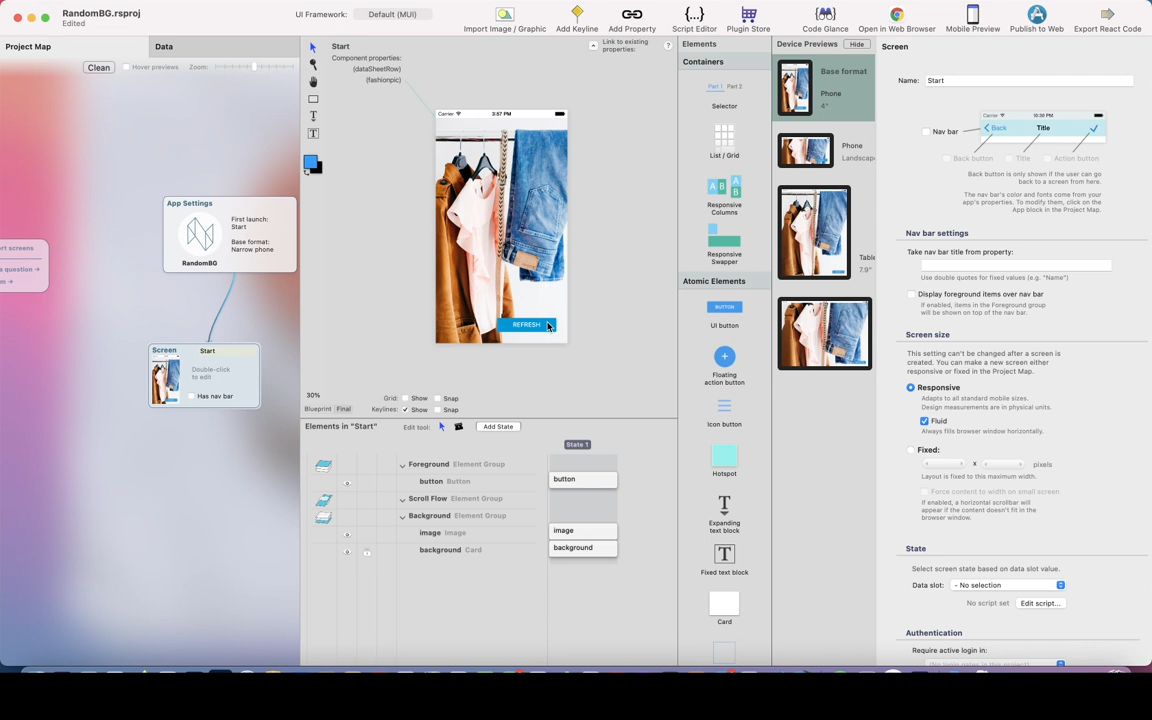 RandomBG.rsproj
Edited
UI Framework:
Default (MUI)
Import Image / Graphic
Add Keyline
Add Property
Script Editor
Plugin Store
Code Glance
Open in Web Browser
Mobile Preview
Publish to Web
Export React Code
Project Map
Data
Clean
Hover previews
Zoom:
App Settings
First launch:
Start
Base format:
Narrow phone
RandomBG
ort screens
s question →
m →
Screen
Start
Double-click
to edit
Has nav bar
Start
Component properties:
(dataSheetRow)
(fashionpic)
Link to existing
properties:
?
Carrier
3:57 PM
REFRESH
30%
Blueprint
Final
Grid:
Show
Snap
Keylines:
Show
Snap
Elements in "Start"
Edit tool:
Add State
State 1
Foreground Element Group
button Button
button
Scroll Flow Element Group
Background Element Group
image Image
image
background Card
background
Elements
Containers
Part 1 Part 2
Selector
List / Grid
A B A B
Responsive
Columns
Responsive
Swapper
Atomic Elements
BUTTON
UI button
Floating
action button
Icon button
Hotspot
Expanding
text block
Fixed text block
Card
Device Previews
Hide
Base format
Phone
4"
Phone
Landscap
Table
7.9"
Screen
Name:
Start
Nav bar
Carrier
10:30 PM
Back
Title
Back button
Title
Action button
Back button is only shown if the user can go
back to a screen from here.
The nav bar's color and fonts come from your
app's properties. To modify them, click on the
App block in the Project Map.
Nav bar settings
Take nav bar title from property:
Use double quotes for fixed values (e.g. "Name")
Display foreground items over nav bar
If enabled, items in the Foreground group
will be shown on top of the nav bar.
Screen size
This setting can't be changed after a screen is
created. You can make a new screen either
responsive or fixed in the Project Map.
Responsive
Adapts to all standard mobile sizes.
Design measurements are in physical units.
Fluid
Always fills browser window horizontally.
Fixed:
x
pixels
Layout is fixed to this maximum width.
Force content to width on small screen
If enabled, a horizontal scrollbar will
appear if the content doesn't fit in the
browser window.
State
Select screen state based on data slot value.
Data slot:
- No selection
No script set
Edit script...
Authentication
Require active login in: